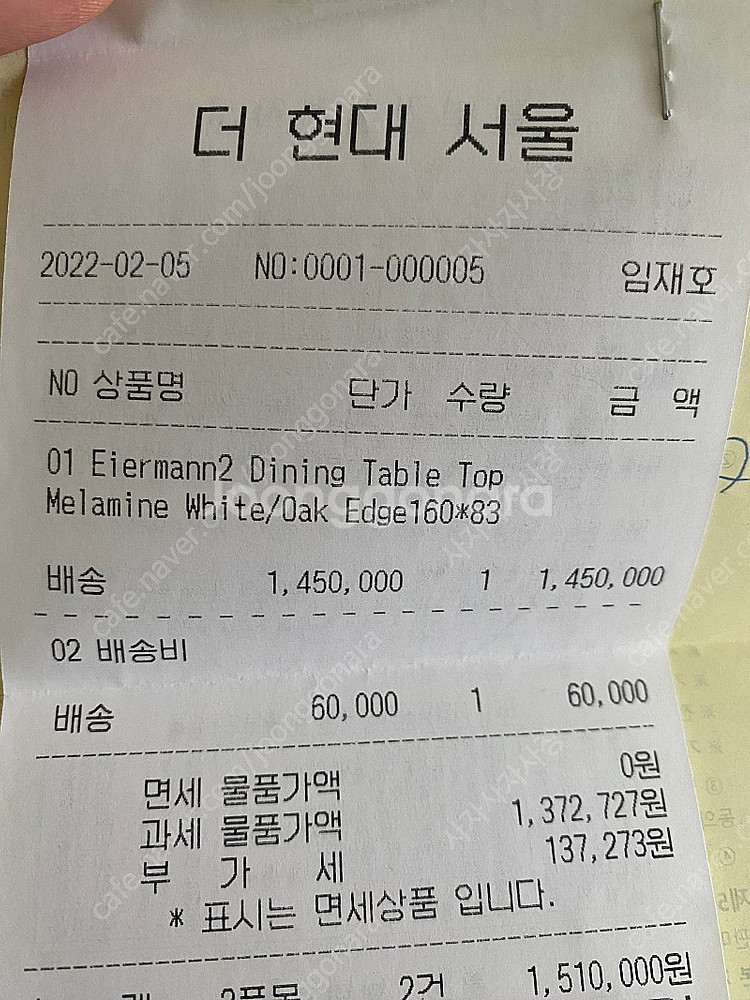 더 현대 서울
2022-02-05 NO:0001-000005 임재호
NO 상품명 단가 수량 금 액
01 Eiermann2 Dining Table Top
Melamine White/Oak Edge160*83
joonggonara
배송 1,450,000 1 1,450,000
02 배송비
배송 60,000 1 60,000
면세 물품가액 0원
과세 물품가액 1,372,727원
부 가 세 137,273원
* 표시는 면세상품 입니다.
2건 1,510,000원
cafe.naver.com/joonggonara